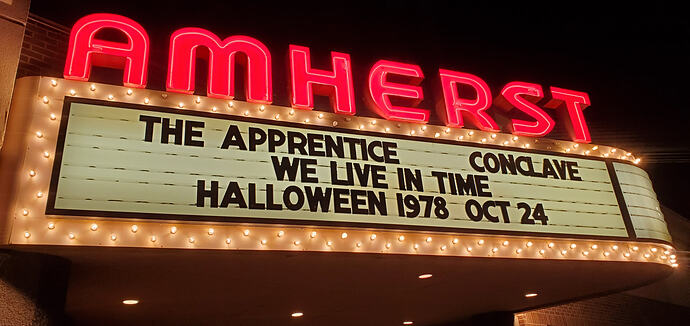 AMHERST
THE APPRENTICE CONCLAVE
WE LIVE IN TIME
HALLOWEEN 1978 OCT 24